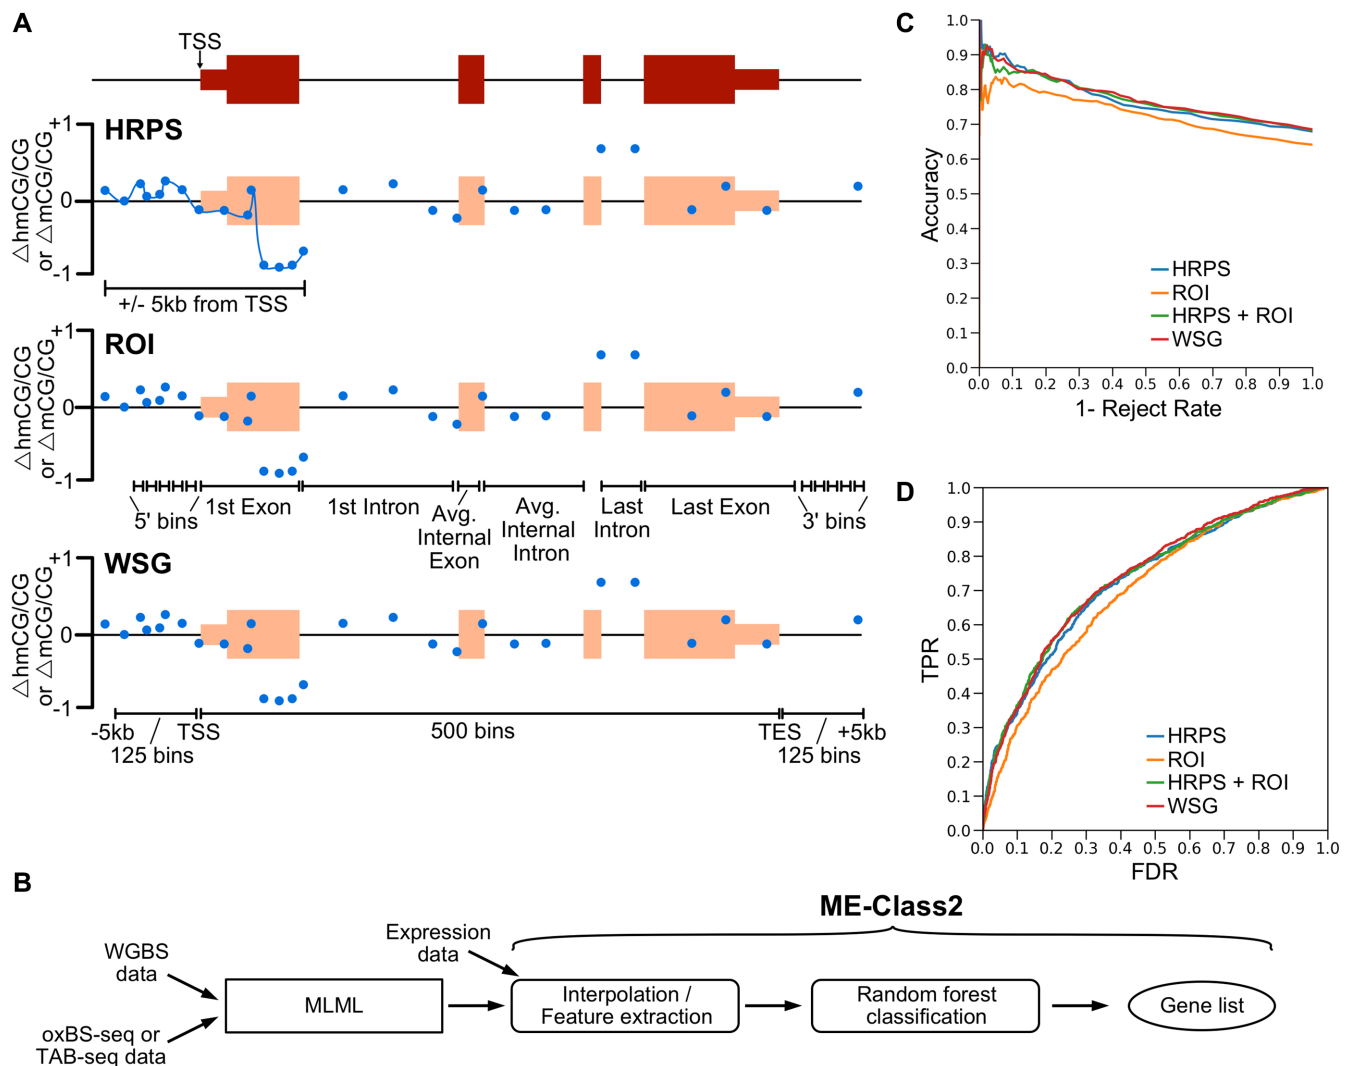 A
TSS
HRPS
+1
0
-1
△hmCG/CG
or △mCG/CG
+/- 5kb from TSS
ROI
+1
0
-1
△hmCG/CG
or △mCG/CG
5' bins
1st Exon
1st Intron
Avg.
Internal
Exon
Avg.
Internal
Intron
Last
Intron
Last Exon
3' bins
WSG
+1
0
-1
△hmCG/CG
or △mCG/CG
-5kb
125 bins
TSS
500 bins
TES
125 bins
+5kb
C
1.0
0.9
0.8
0.7
0.6
0.5
0.4
0.3
0.2
0.1
0.0
Accuracy
HRPS
ROI
HRPS + ROI
WSG
0.0 0.1 0.2 0.3 0.4 0.5 0.6 0.7 0.8 0.9 1.0
1- Reject Rate
D
1.0
0.9
0.8
0.7
0.6
0.5
0.4
0.3
0.2
0.1
0.0
TPR
HRPS
ROI
HRPS + ROI
WSG
0.0 0.1 0.2 0.3 0.4 0.5 0.6 0.7 0.8 0.9 1.0
FDR
B
ME-Class2
WGBS
data
oxBS-seq or
TAB-seq data
MLML
Expression
data
Interpolation /
Feature extraction
Random forest
classification
Gene list